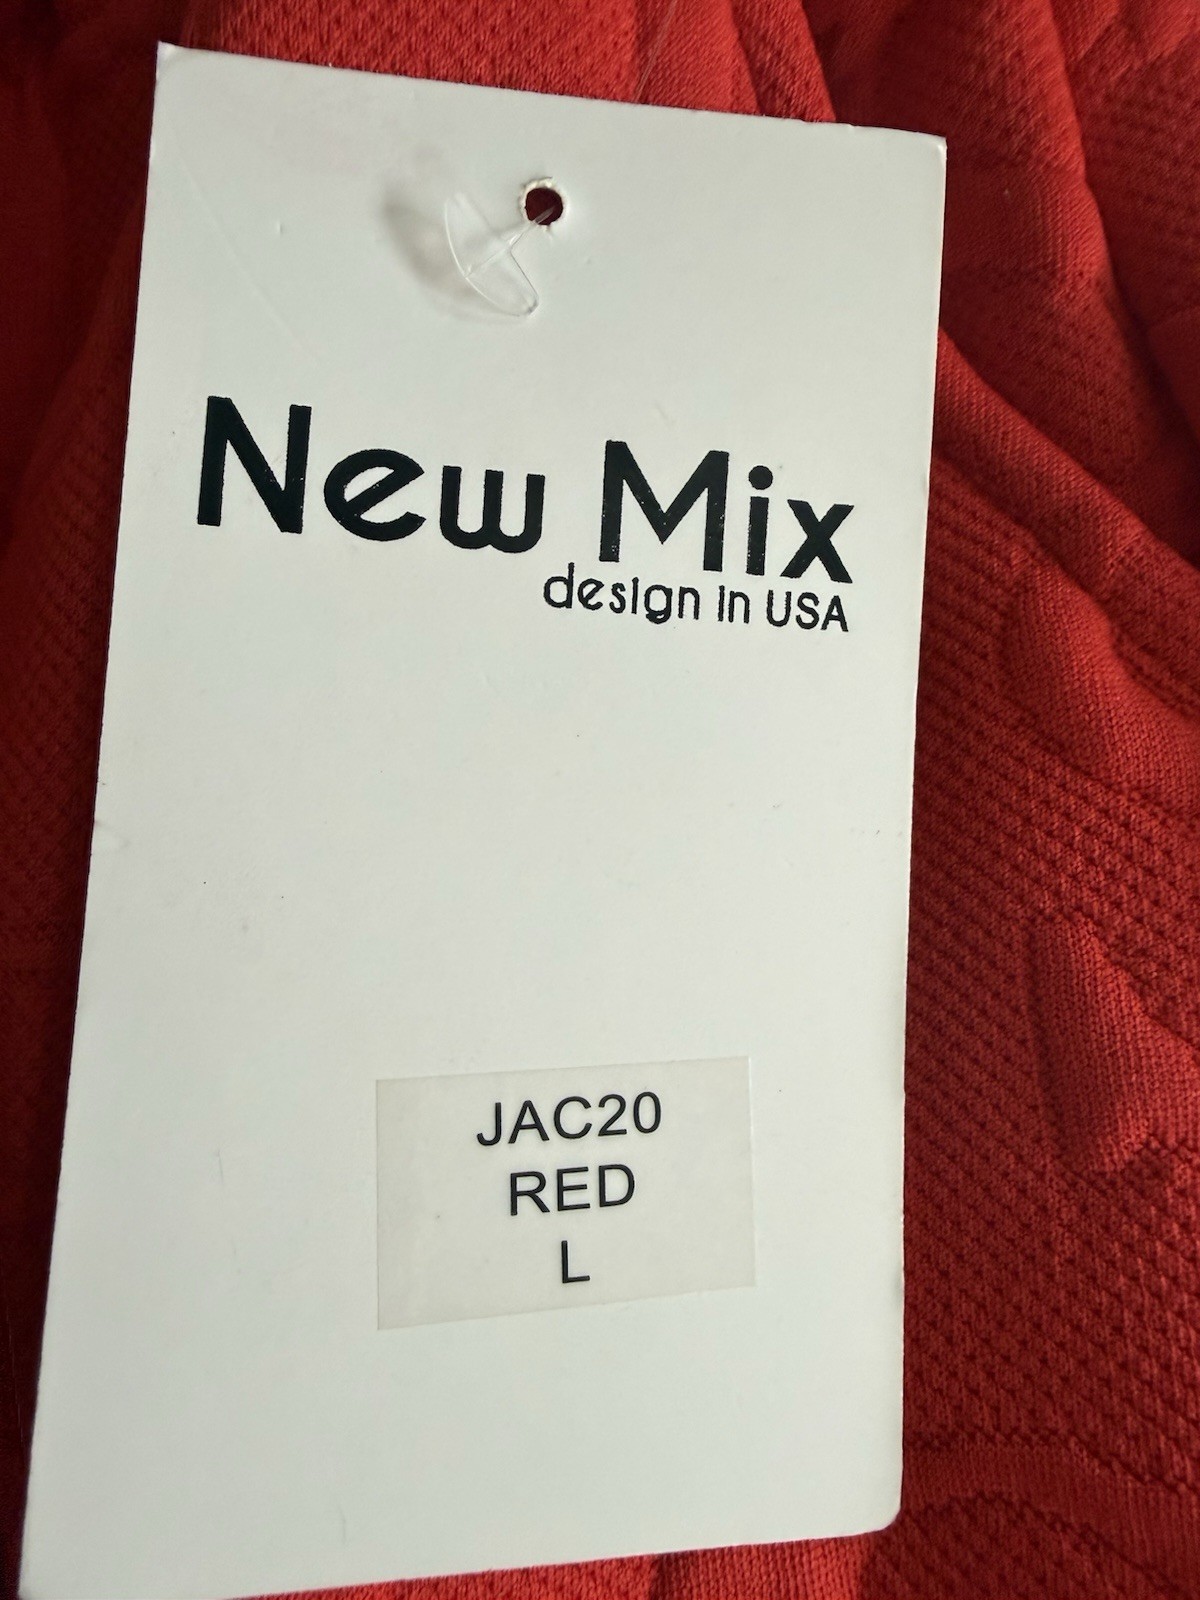 New Mix
design in USA
JAC20
RED
L